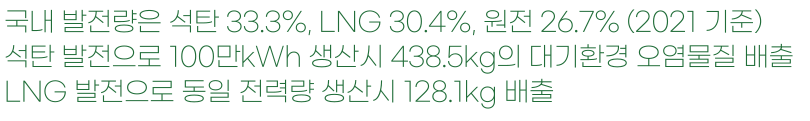 국내 발전량은 석탄 33.3%, LNG 30.4%, 원전 26.7% (2021 기준)
석탄 발전으로 100만kWh 생산시 438.5kg의 대기환경 오염물질 배출
LNG 발전으로 동일 전력량 생산시 128.1kg 배출